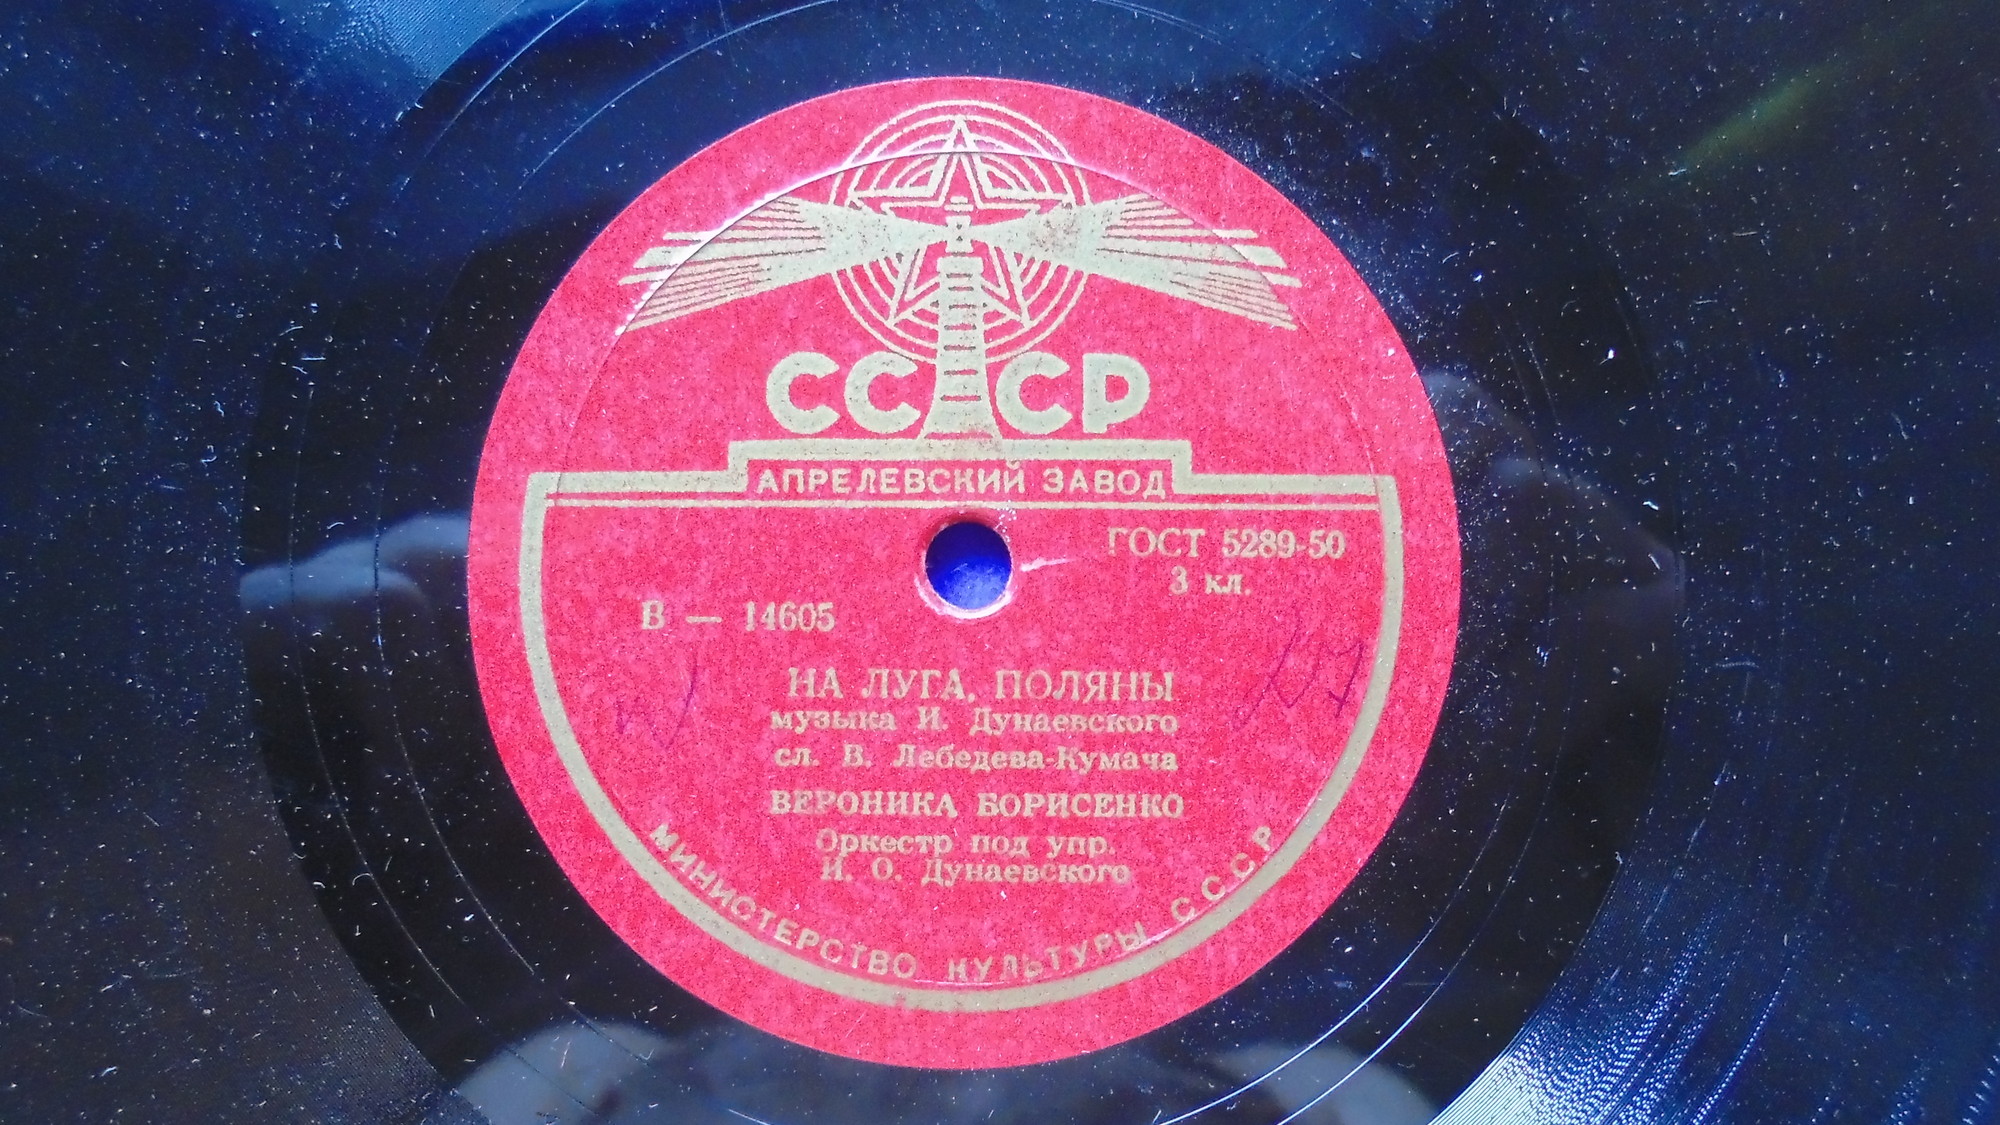 СССР
АПРЕЛЕВСКИЙ ЗАВОД
ГОСТ 5289-50
3 кл.
В — 14605
НА ЛУГА, ПОЛЯНЫ
музыка И. Дунаевского
сл. В. Лебедева-Кумача
ВЕРОНИКА БОРИСЕНКО
Оркестр под упр.
И. О. Дунаевского
МИНИСТЕРСТВО КУЛЬТУРЫ СССР